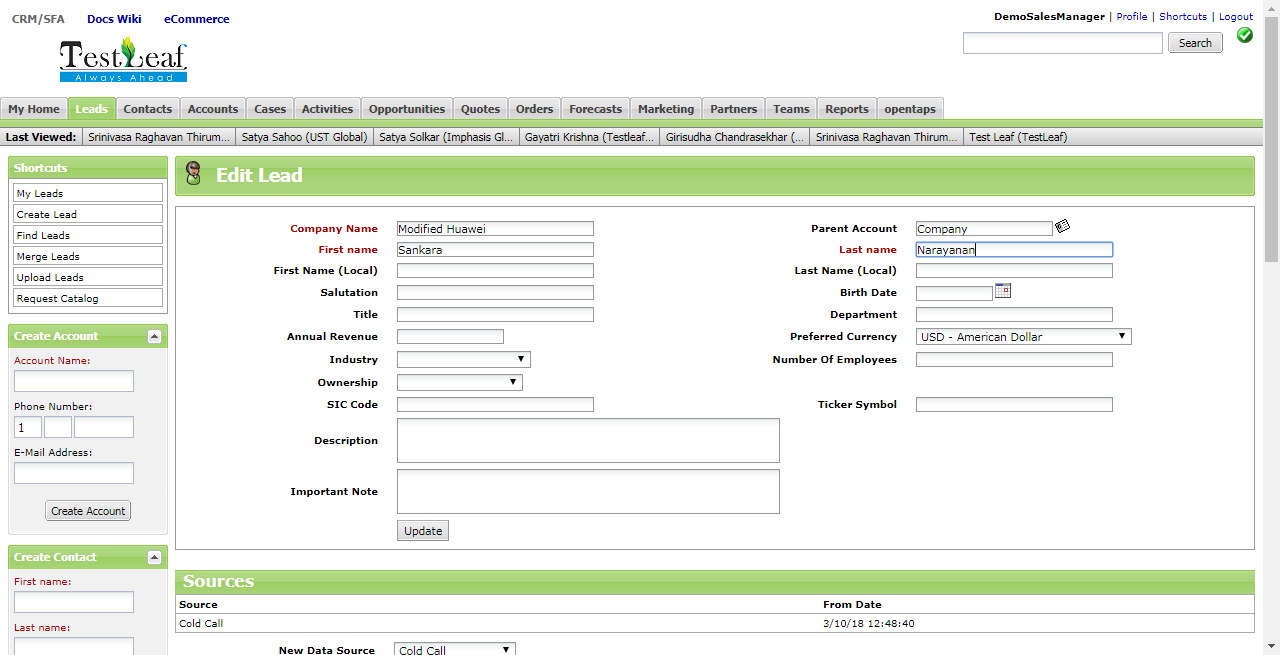 CRM/SFA Docs Wiki eCommerce
DemoSalesManager | Profile | Shortcuts | Logout
TestLeaf
Always Ahead
Search
My Home Leads Contacts Accounts Cases Activities Opportunities Quotes Orders Forecasts Marketing Partners Teams Reports opentaps
Last Viewed: Srinivasa Raghavan Thirum... Satya Sahoo (UST Global) Satya Solkar (Imphasis Gl... Gayatri Krishna (Testleaf... Girisudha Chandrasekhar (... Srinivasa Raghavan Thirum... Test Leaf (TestLeaf)
Shortcuts
My Leads
Create Lead
Find Leads
Merge Leads
Upload Leads
Request Catalog
Create Account
Account Name:
Phone Number:
1
E-Mail Address:
Create Account
Create Contact
First name:
Last name:
Edit Lead
Company Name Modified Huawei Parent Account Company
First name Sankara Last name Narayanan
First Name (Local) Last Name (Local)
Salutation Birth Date
Title Department
Annual Revenue Preferred Currency USD - American Dollar
Industry Number Of Employees
Ownership
SIC Code Ticker Symbol
Description
Important Note
Update
Sources
Source From Date
Cold Call 3/10/18 12:48:40
New Data Source Cold Call